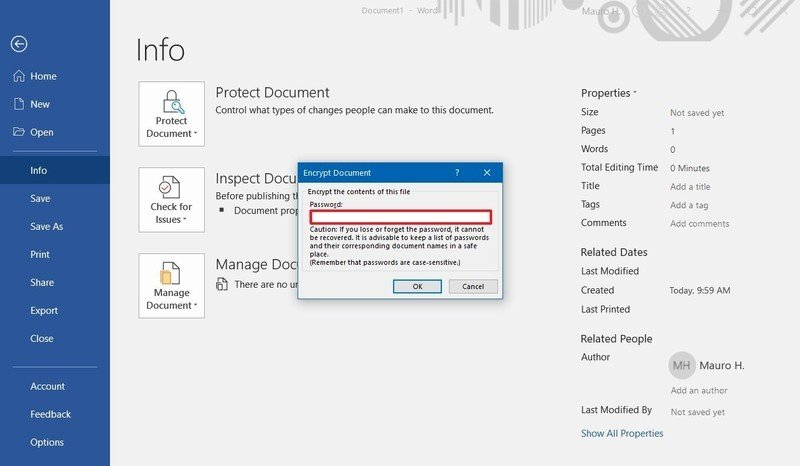 Document1 - Word
Mauro H.
?
Info
Home
New
Open
Info
Save
Save As
Print
Share
Export
Close
Account
Feedback
Options
Protect Document
Protect Document
Control what types of changes people can make to this document.
Check for Issues
Inspect Docu
Before publishing th
Document prop
Manage Document
Manage Docu
There are no un
Encrypt Document
?
Encrypt the contents of this file
Password:
Caution: If you lose or forget the password, it cannot
be recovered. It is advisable to keep a list of passwords
and their corresponding document names in a safe
place.
(Remember that passwords are case-sensitive.)
OK
Cancel
Properties
Size Not saved yet
Pages 1
Words 0
Total Editing Time 0 Minutes
Title Add a title
Tags Add a tag
Comments Add comments
Related Dates
Last Modified
Created Today, 9:59 AM
Last Printed
Related People
Author MH Mauro H.
Add an author
Last Modified By Not saved yet
Show All Properties